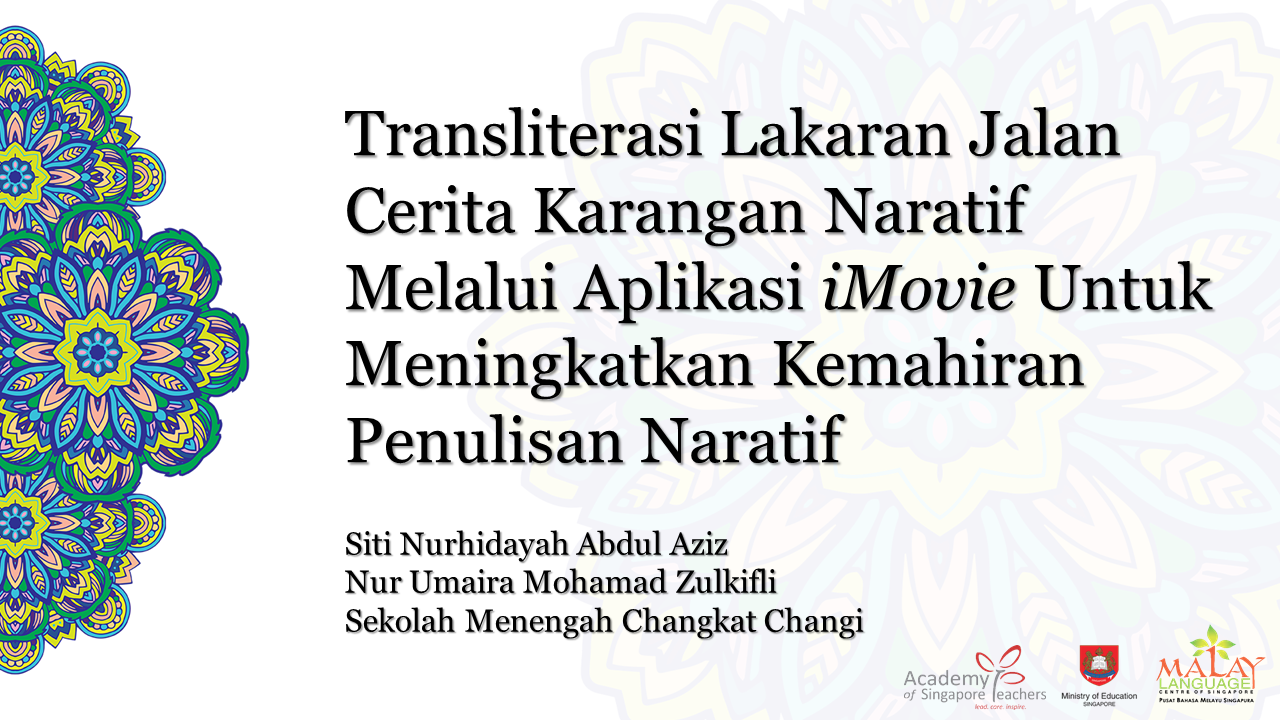 Transliterasi Lakaran Jalan
Cerita Karangan Naratif
Melalui Aplikasi iMovie Untuk
Meningkatkan Kemahiran
Penulisan Naratif
Siti Nurhidayah Abdul Aziz
Nur Umaira Mohamad Zulkifli
Sekolah Menengah Changkat Changi
Academy
of Singapore Teachers
lead. care. inspire.
Ministry of Education
SINGAPORE
MALAY
LANGUAGE
CENTRE OF SINGAPORE
PUSAT BAHASA MELAYU SINGAPURA